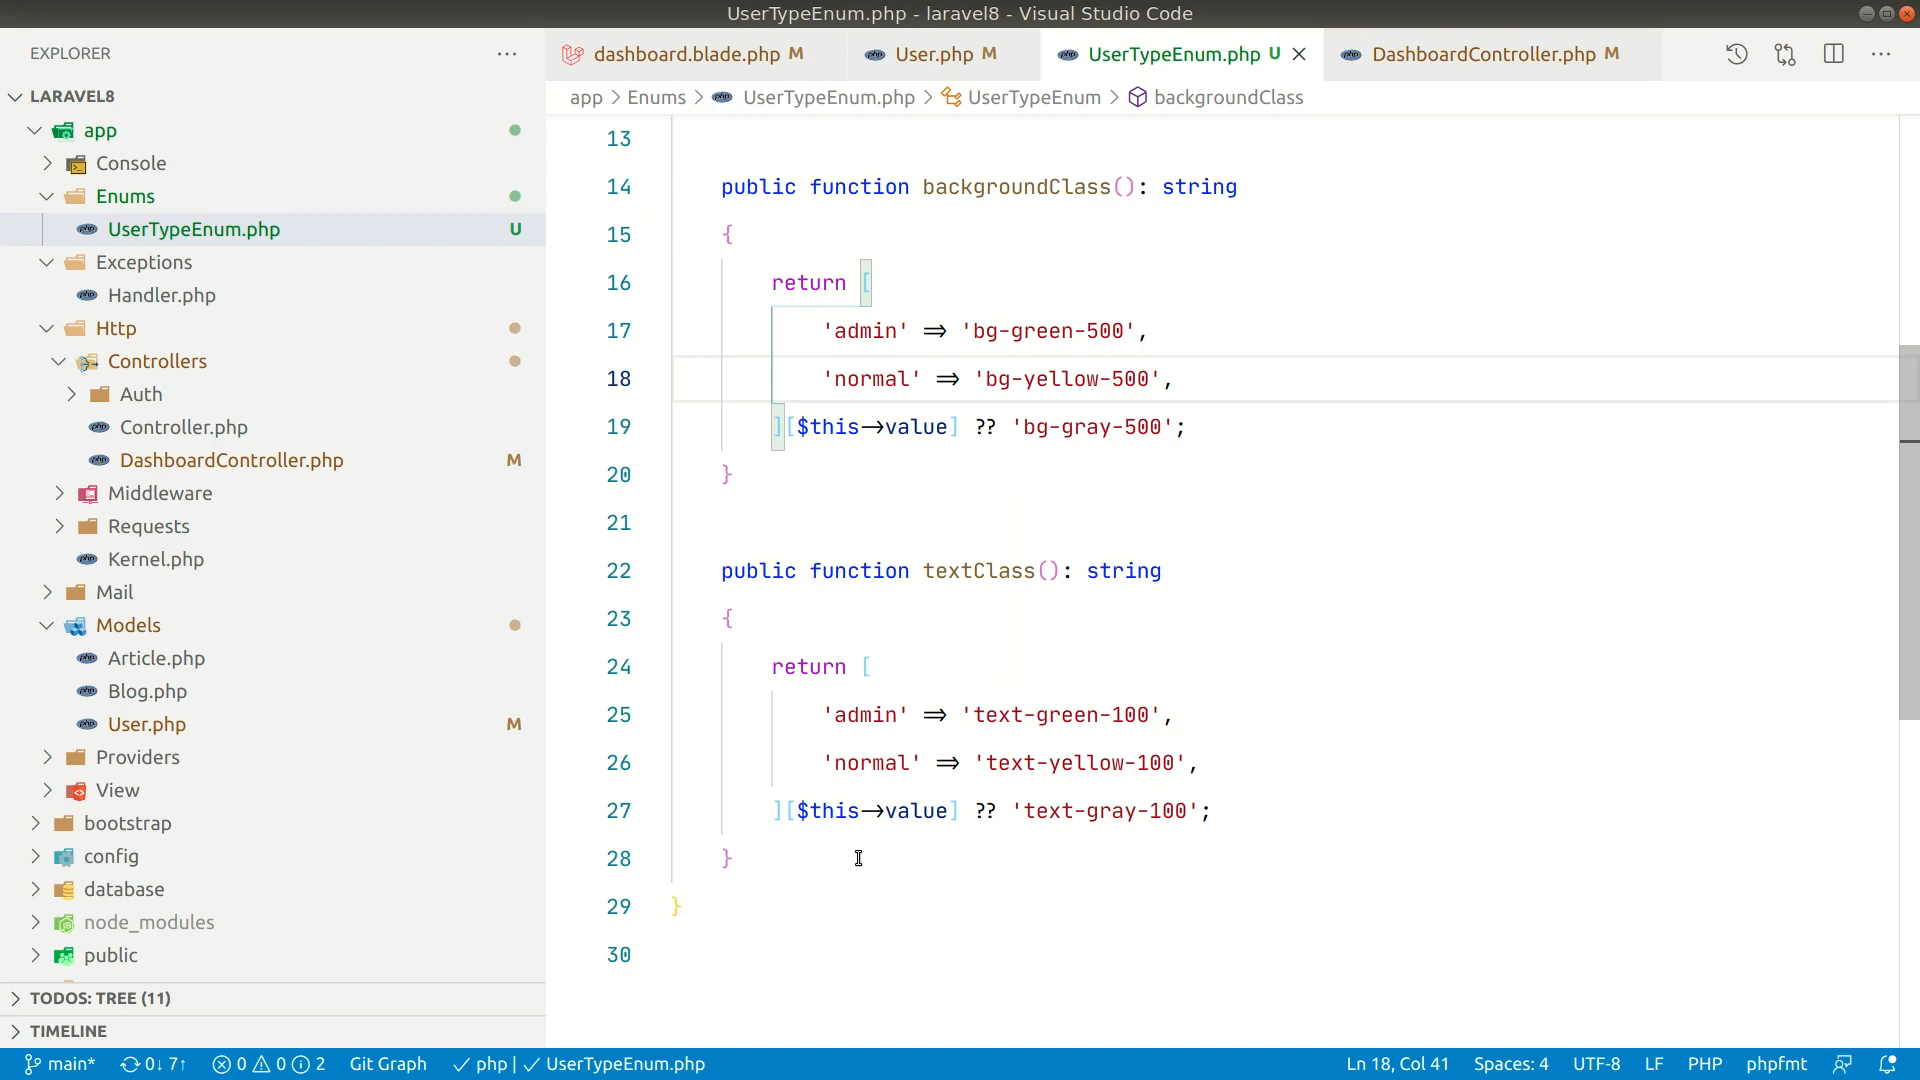 UserTypeEnum.php - laravel8 - Visual Studio Code
EXPLORER
dashboard.blade.php M
User.php M
UserTypeEnum.php U
DashboardController.php M
app > Enums > UserTypeEnum.php > UserTypeEnum > backgroundClass
LARAVEL8
app
Console
Enums
UserTypeEnum.php U
Exceptions
Handler.php
Http
Controllers
Auth
Controller.php
DashboardController.php M
Middleware
Requests
Kernel.php
Mail
Models
Article.php
Blog.php
User.php M
Providers
View
bootstrap
config
database
node_modules
public
TODOS: TREE (11)
TIMELINE
13
14 public function backgroundClass(): string
15 {
16 return [
17 'admin' => 'bg-green-500',
18 'normal' => 'bg-yellow-500',
19 ][$this->value] ?? 'bg-gray-500';
20 }
21
22 public function textClass(): string
23 {
24 return [
25 'admin' => 'text-green-100',
26 'normal' => 'text-yellow-100',
27 ][$this->value] ?? 'text-gray-100';
28 }
29 }
30
main* 0↓ 7↑ 0 0 2 Git Graph ✓ php | ✓ UserTypeEnum.php Ln 18, Col 41 Spaces: 4 UTF-8 LF PHP phpfmt